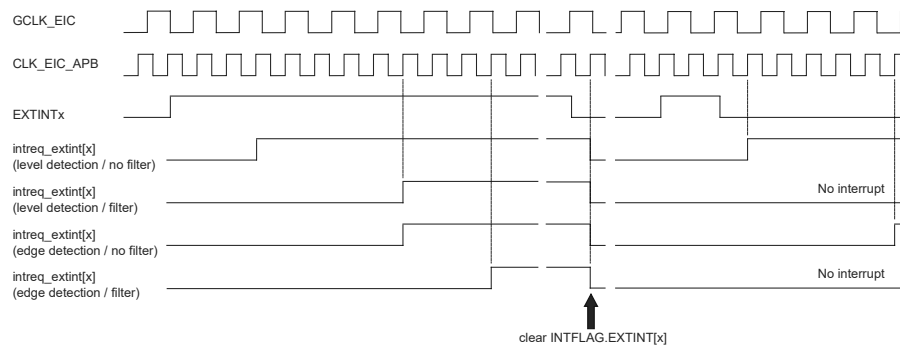 GCLK_EIC
CLK_EIC_APB
EXTINTx
intreq_extint[x]
(level detection / no filter)
intreq_extint[x]
(level detection / filter)
No interrupt
intreq_extint[x]
(edge detection / no filter)
intreq_extint[x]
(edge detection / filter)
No interrupt
clear INTFLAG.EXTINT[x]